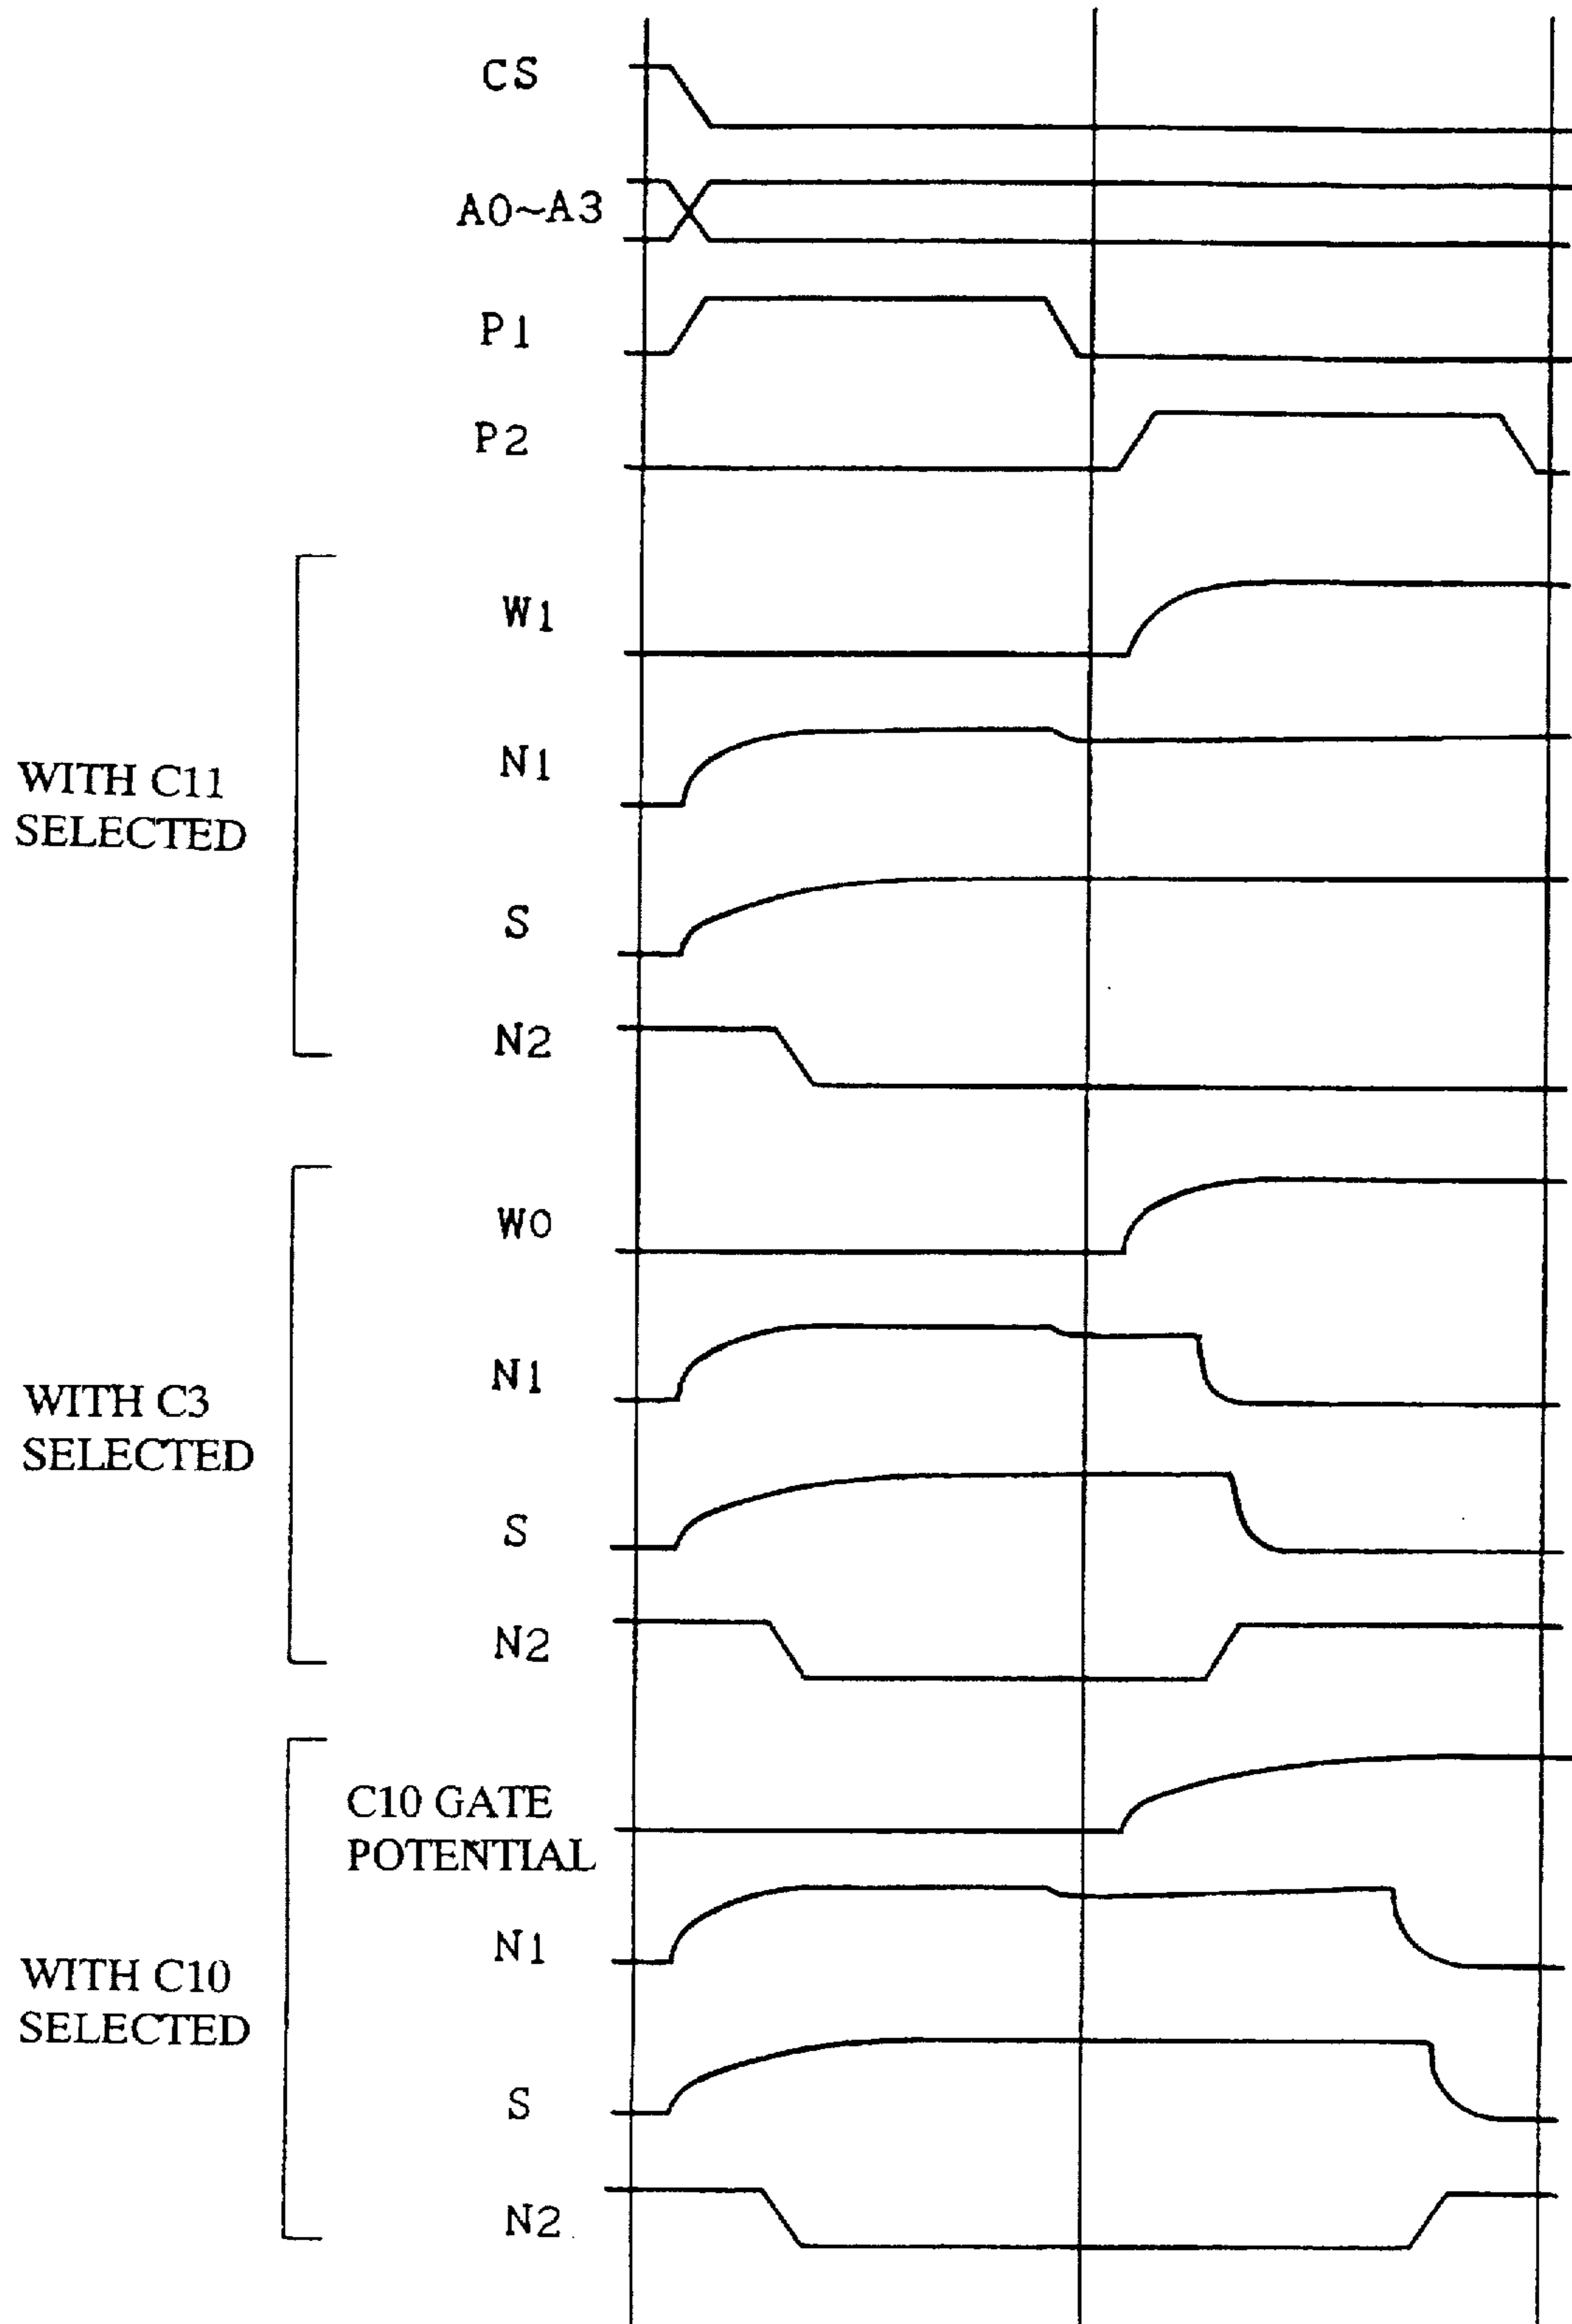 CS
A0~A3
P1
P2
W1
N1
WITH C11
SELECTED
S
N2
W0
N1
WITH C3
SELECTED
S
N2
C10 GATE
POTENTIAL
N1
WITH C10
SELECTED
S
N2